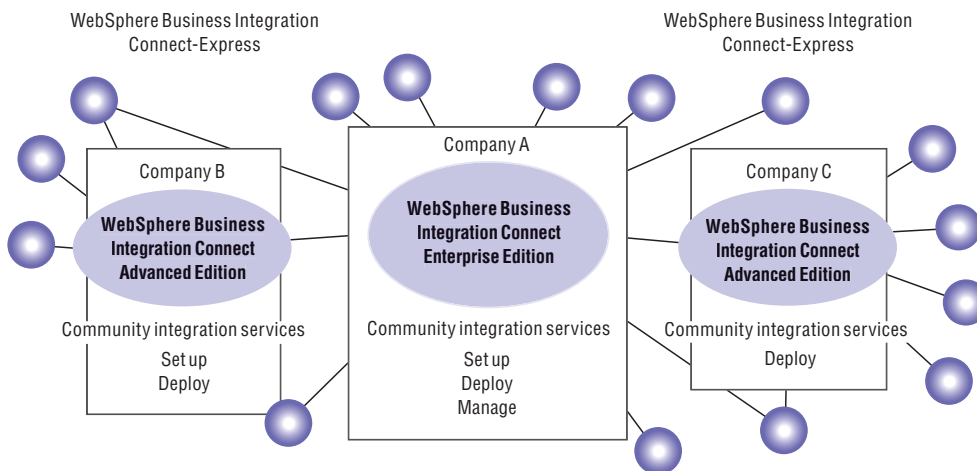 WebSphere Business Integration
Connect-Express
WebSphere Business Integration
Connect-Express
Company B
WebSphere Business
Integration Connect
Advanced Edition
Community integration services
Set up
Deploy
Company A
WebSphere Business
Integration Connect
Enterprise Edition
Community integration services
Set up
Deploy
Manage
Company C
WebSphere Business
Integration Connect
Advanced Edition
Community integration services
Deploy